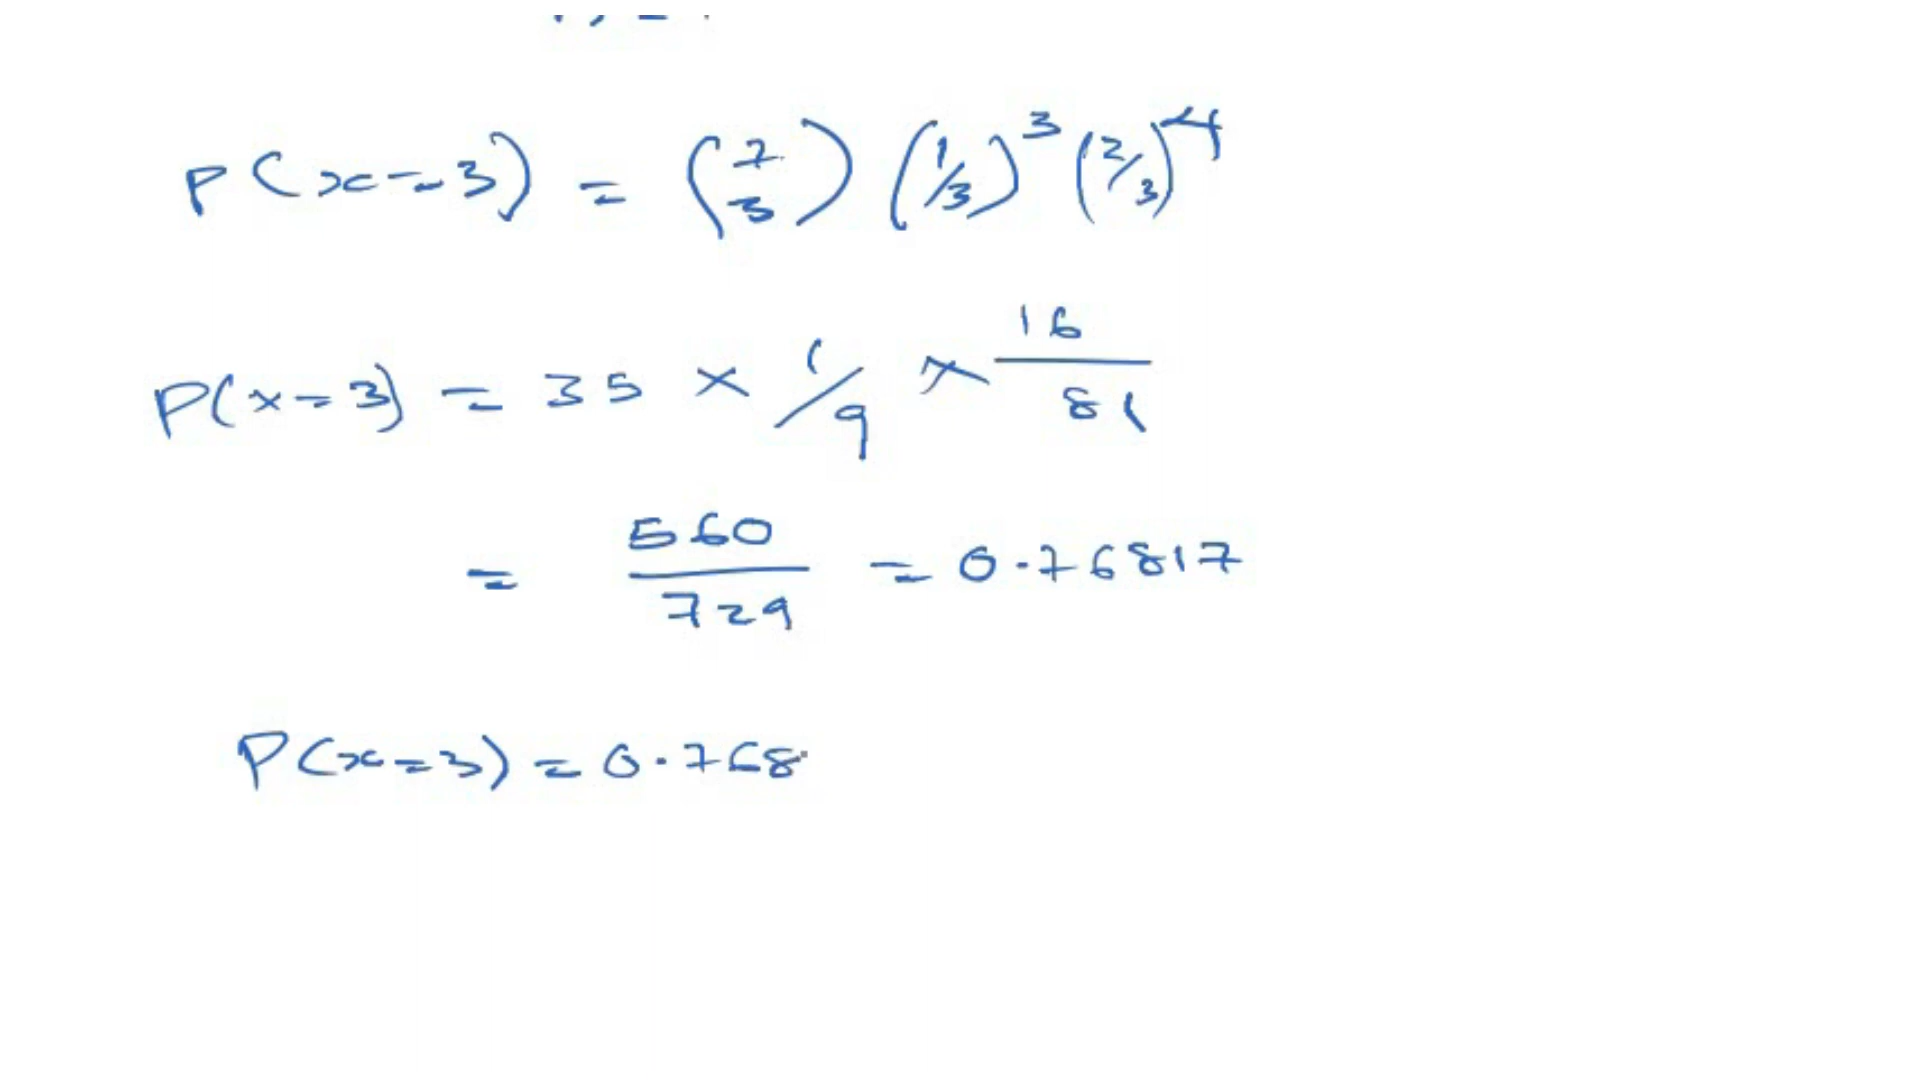 P(x=3) = (7 3) (1/3)^3 (2/3)^4
P(x=3) = 35 × 1/9 × 16/81
= 560/729 = 0.76817
P(x=3) = 0.768